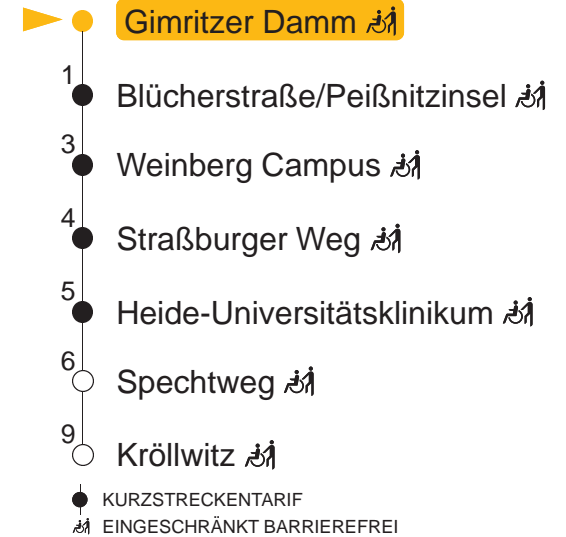 Gimritzer Damm
1
Blücherstraße/Peißnitzinsel
3
Weinberg Campus
4
Straßburger Weg
5
Heide-Universitätsklinikum
6
Spechtweg
9
Kröllwitz
KURZSTRECKENTARIF
EINGESCHRÄNKT BARRIEREFREI